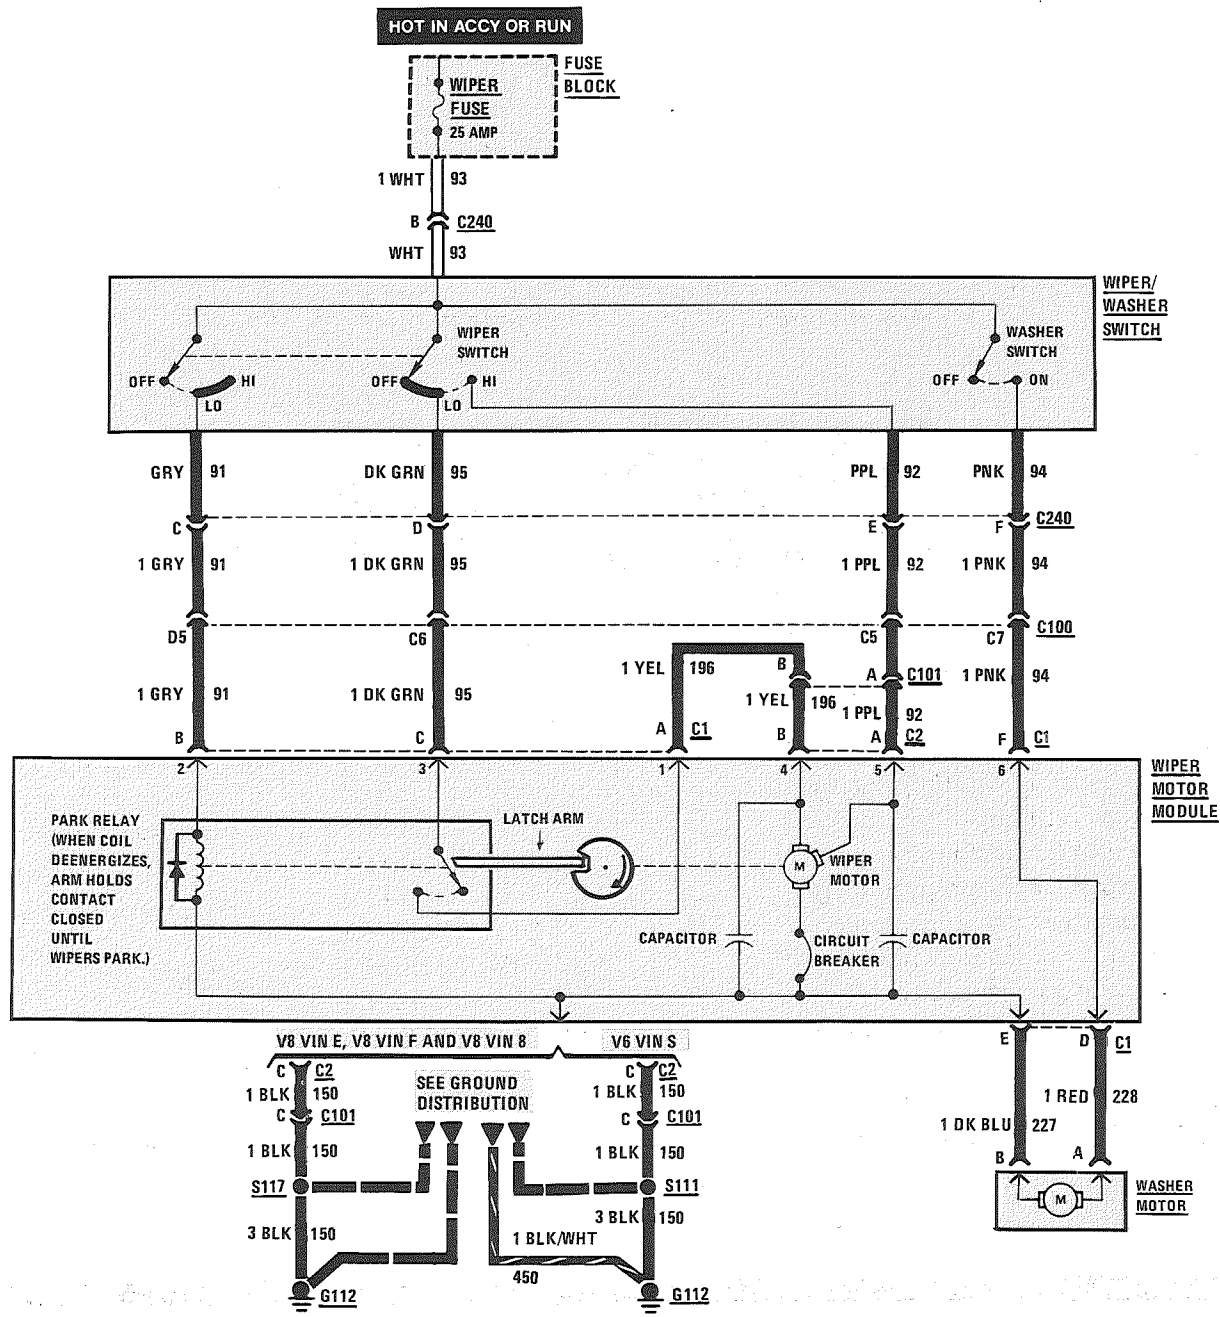 HOT IN ACCY OR RUN
FUSE
BLOCK
WIPER
FUSE
25 AMP
1 WHT 93
B C240
WHT 93
WIPER/
WASHER
SWITCH
WIPER
SWITCH
WASHER
SWITCH
OFF HI
LO
OFF HI
LO
OFF ON
GRY 91
DK GRN 95
PPL 92
PNK 94
C D E F C240
1 GRY 91
1 DK GRN 95
1 PPL 92
1 PNK 94
D5 C6 C5 C7 C100
1 YEL 196
B A C101
1 PNK 94
1 GRY 91
1 DK GRN 95
1 YEL 196
1 PPL 92
B C A C1 B A C2 F C1
2 3 1 4 5 6
WIPER
MOTOR
MODULE
PARK RELAY
(WHEN COIL
DEENERGIZES,
ARM HOLDS
CONTACT
CLOSED
UNTIL
WIPERS PARK.)
LATCH ARM
M
WIPER
MOTOR
CAPACITOR
CIRCUIT
BREAKER
CAPACITOR
V8 VIN E, V8 VIN F AND V8 VIN 8
V6 VIN S
C C2
1 BLK 150
C C101
1 BLK 150
S117
3 BLK 150
G112
SEE GROUND
DISTRIBUTION
1 BLK/WHT
450
C C2
1 BLK 150
C C101
1 BLK 150
S111
3 BLK 150
G112
E D C1
1 RED 228
1 DK BLU 227
B A
M
WASHER
MOTOR